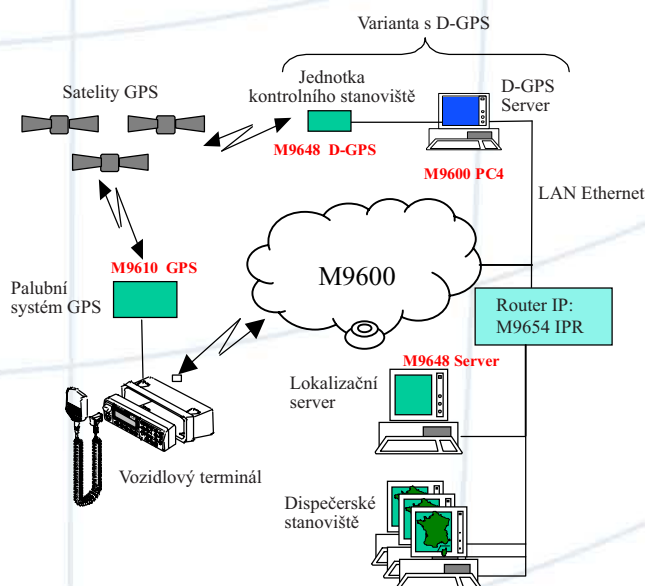 Varianta s D-GPS
Satelity GPS
Jednotka
kontrolního stanoviště
D-GPS
Server
M9648 D-GPS
M9600 PC4
LAN Ethernet
M9610 GPS
Palubní
systém GPS
M9600
Router IP:
M9654 IPR
M9648 Server
Lokalizační
server
Vozidlový terminál
Dispečerské
stanoviště